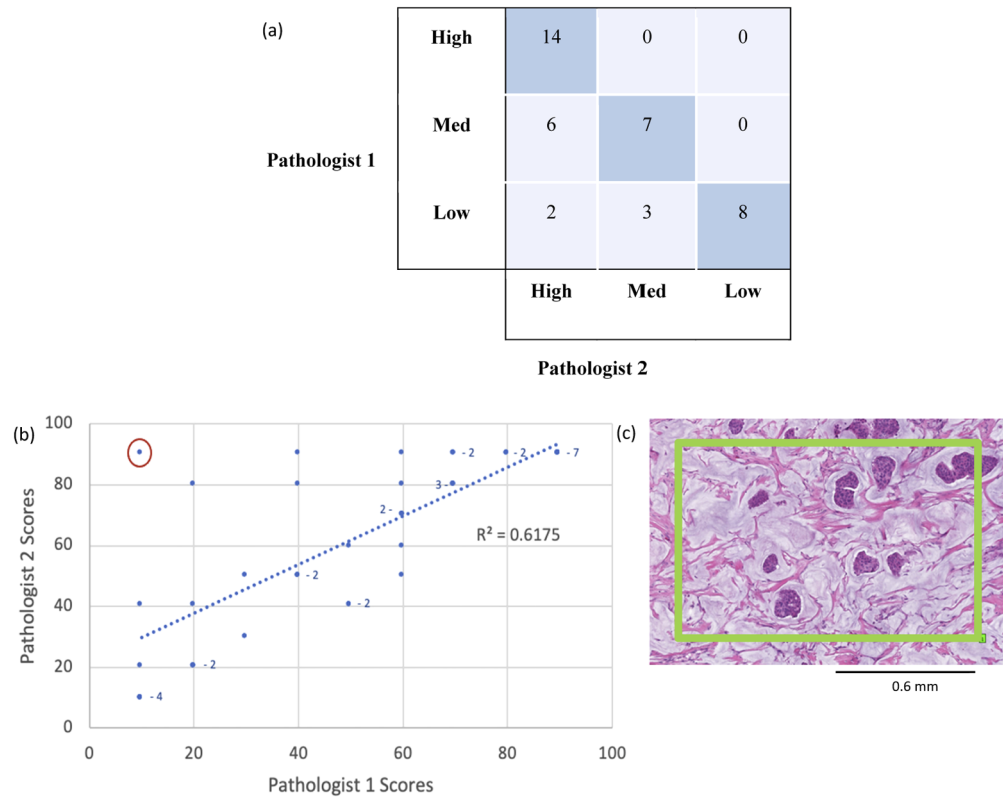 (a)
High 14 0 0
Med 6 7 0
Pathologist 1
Low 2 3 8
High Med Low
Pathologist 2
(b)
100
80
60
40
20
0
0 20 40 60 80 100
Pathologist 2 Scores
Pathologist 1 Scores
- 2
- 2
- 7
3 -
2 -
R² = 0.6175
- 2
- 2
- 2
- 4
(c)
0.6 mm